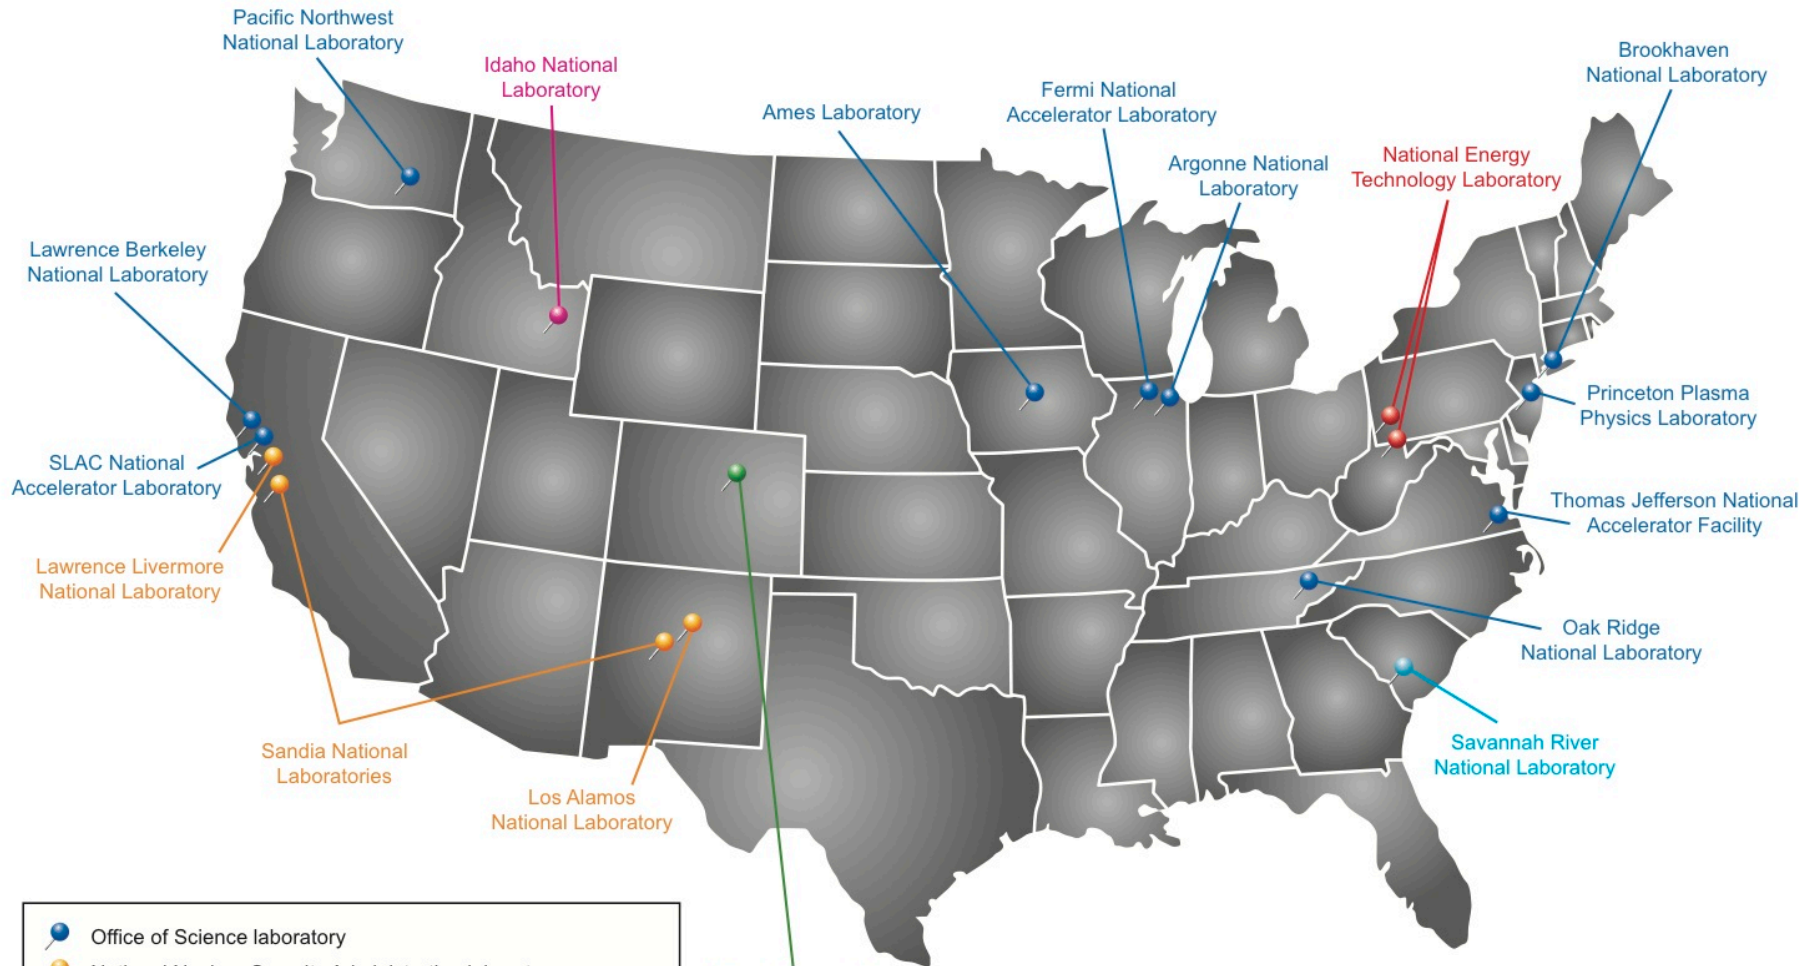 Pacific Northwest
National Laboratory
Idaho National
Laboratory
Ames Laboratory
Fermi National
Accelerator Laboratory
Argonne National
Laboratory
National Energy
Technology Laboratory
Brookhaven
National Laboratory
Lawrence Berkeley
National Laboratory
SLAC National
Accelerator Laboratory
Lawrence Livermore
National Laboratory
Sandia National
Laboratories
Los Alamos
National Laboratory
Princeton Plasma
Physics Laboratory
Thomas Jefferson National
Accelerator Facility
Oak Ridge
National Laboratory
Savannah River
National Laboratory
Office of Science laboratory